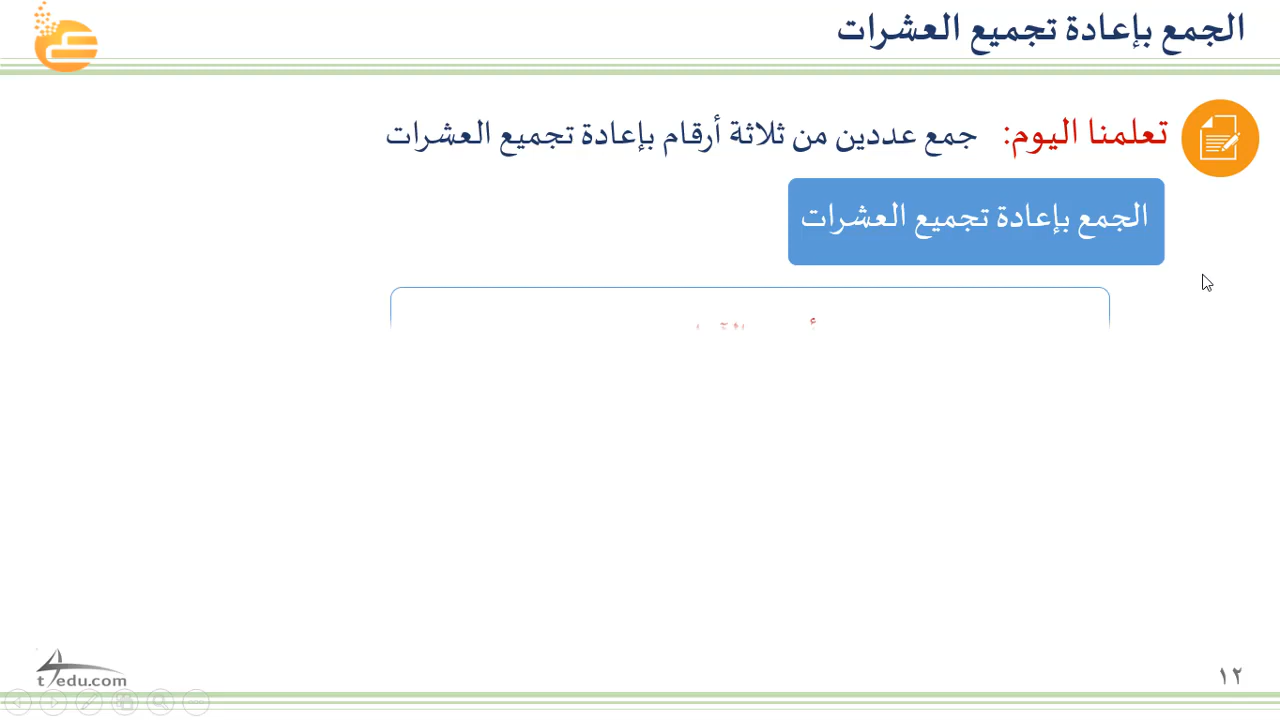 الجمع بإعادة تجميع العشرات
تعلمنا اليوم: جمع عددين من ثلاثة أرقام بإعادة تجميع العشرات
الجمع بإعادة تجميع العشرات
t4edu.com
١٢